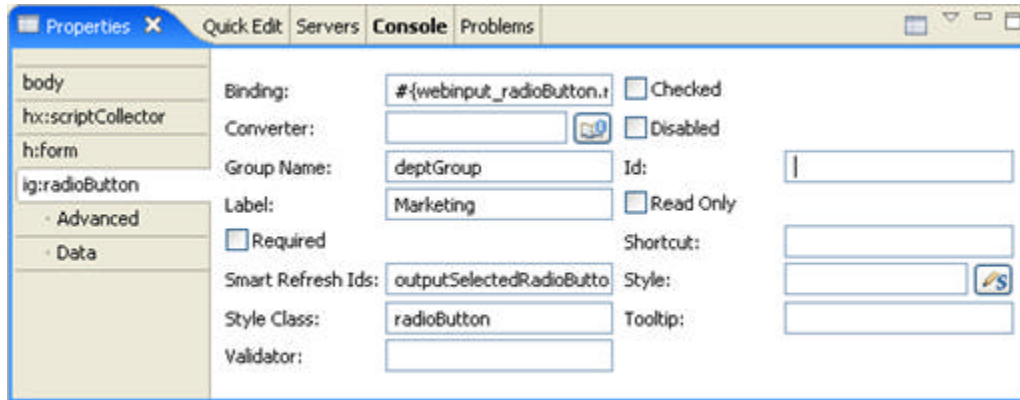 Properties Quick Edit Servers Console Problems
body
hx:scriptCollector
h:form
ig:radioButton
· Advanced
· Data
Binding: #{webinput_radioButton.r Checked
Converter: Disabled
Group Name: deptGroup Id:
Label: Marketing Read Only
Required Shortcut:
Smart Refresh Ids: outputSelectedRadioButto Style: S
Style Class: radioButton Tooltip:
Validator: